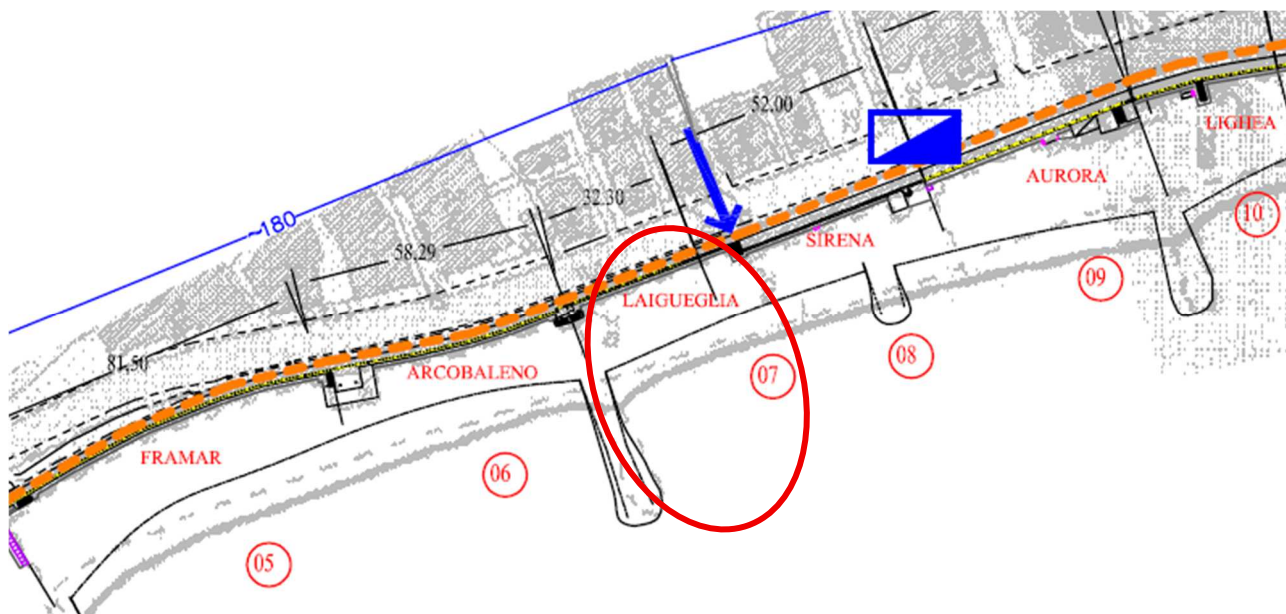 52.00
~180
32.30
58.29
81.50
LIGHEA
AURORA
SIRENA
LAIGUEGLIA
ARCOBALENO
FRAMAR
10
09
08
07
06
05